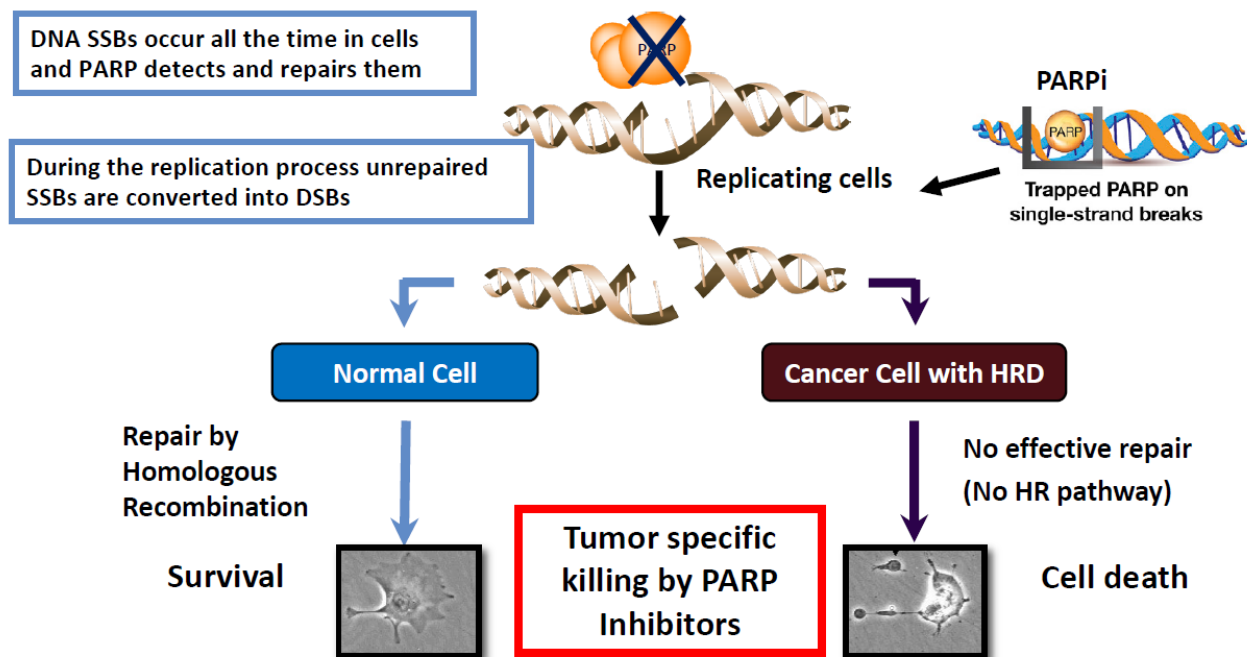 DNA SSBs occur all the time in cells
and PARP detects and repairs them
PARP
PARPi
PARP
During the replication process unrepaired
SSBs are converted into DSBs
Replicating cells
Trapped PARP on
single-strand breaks
Normal Cell
Cancer Cell with HRD
Repair by
Homologous
Recombination
No effective repair
(No HR pathway)
Tumor specific
killing by PARP
Inhibitors
Survival
Cell death